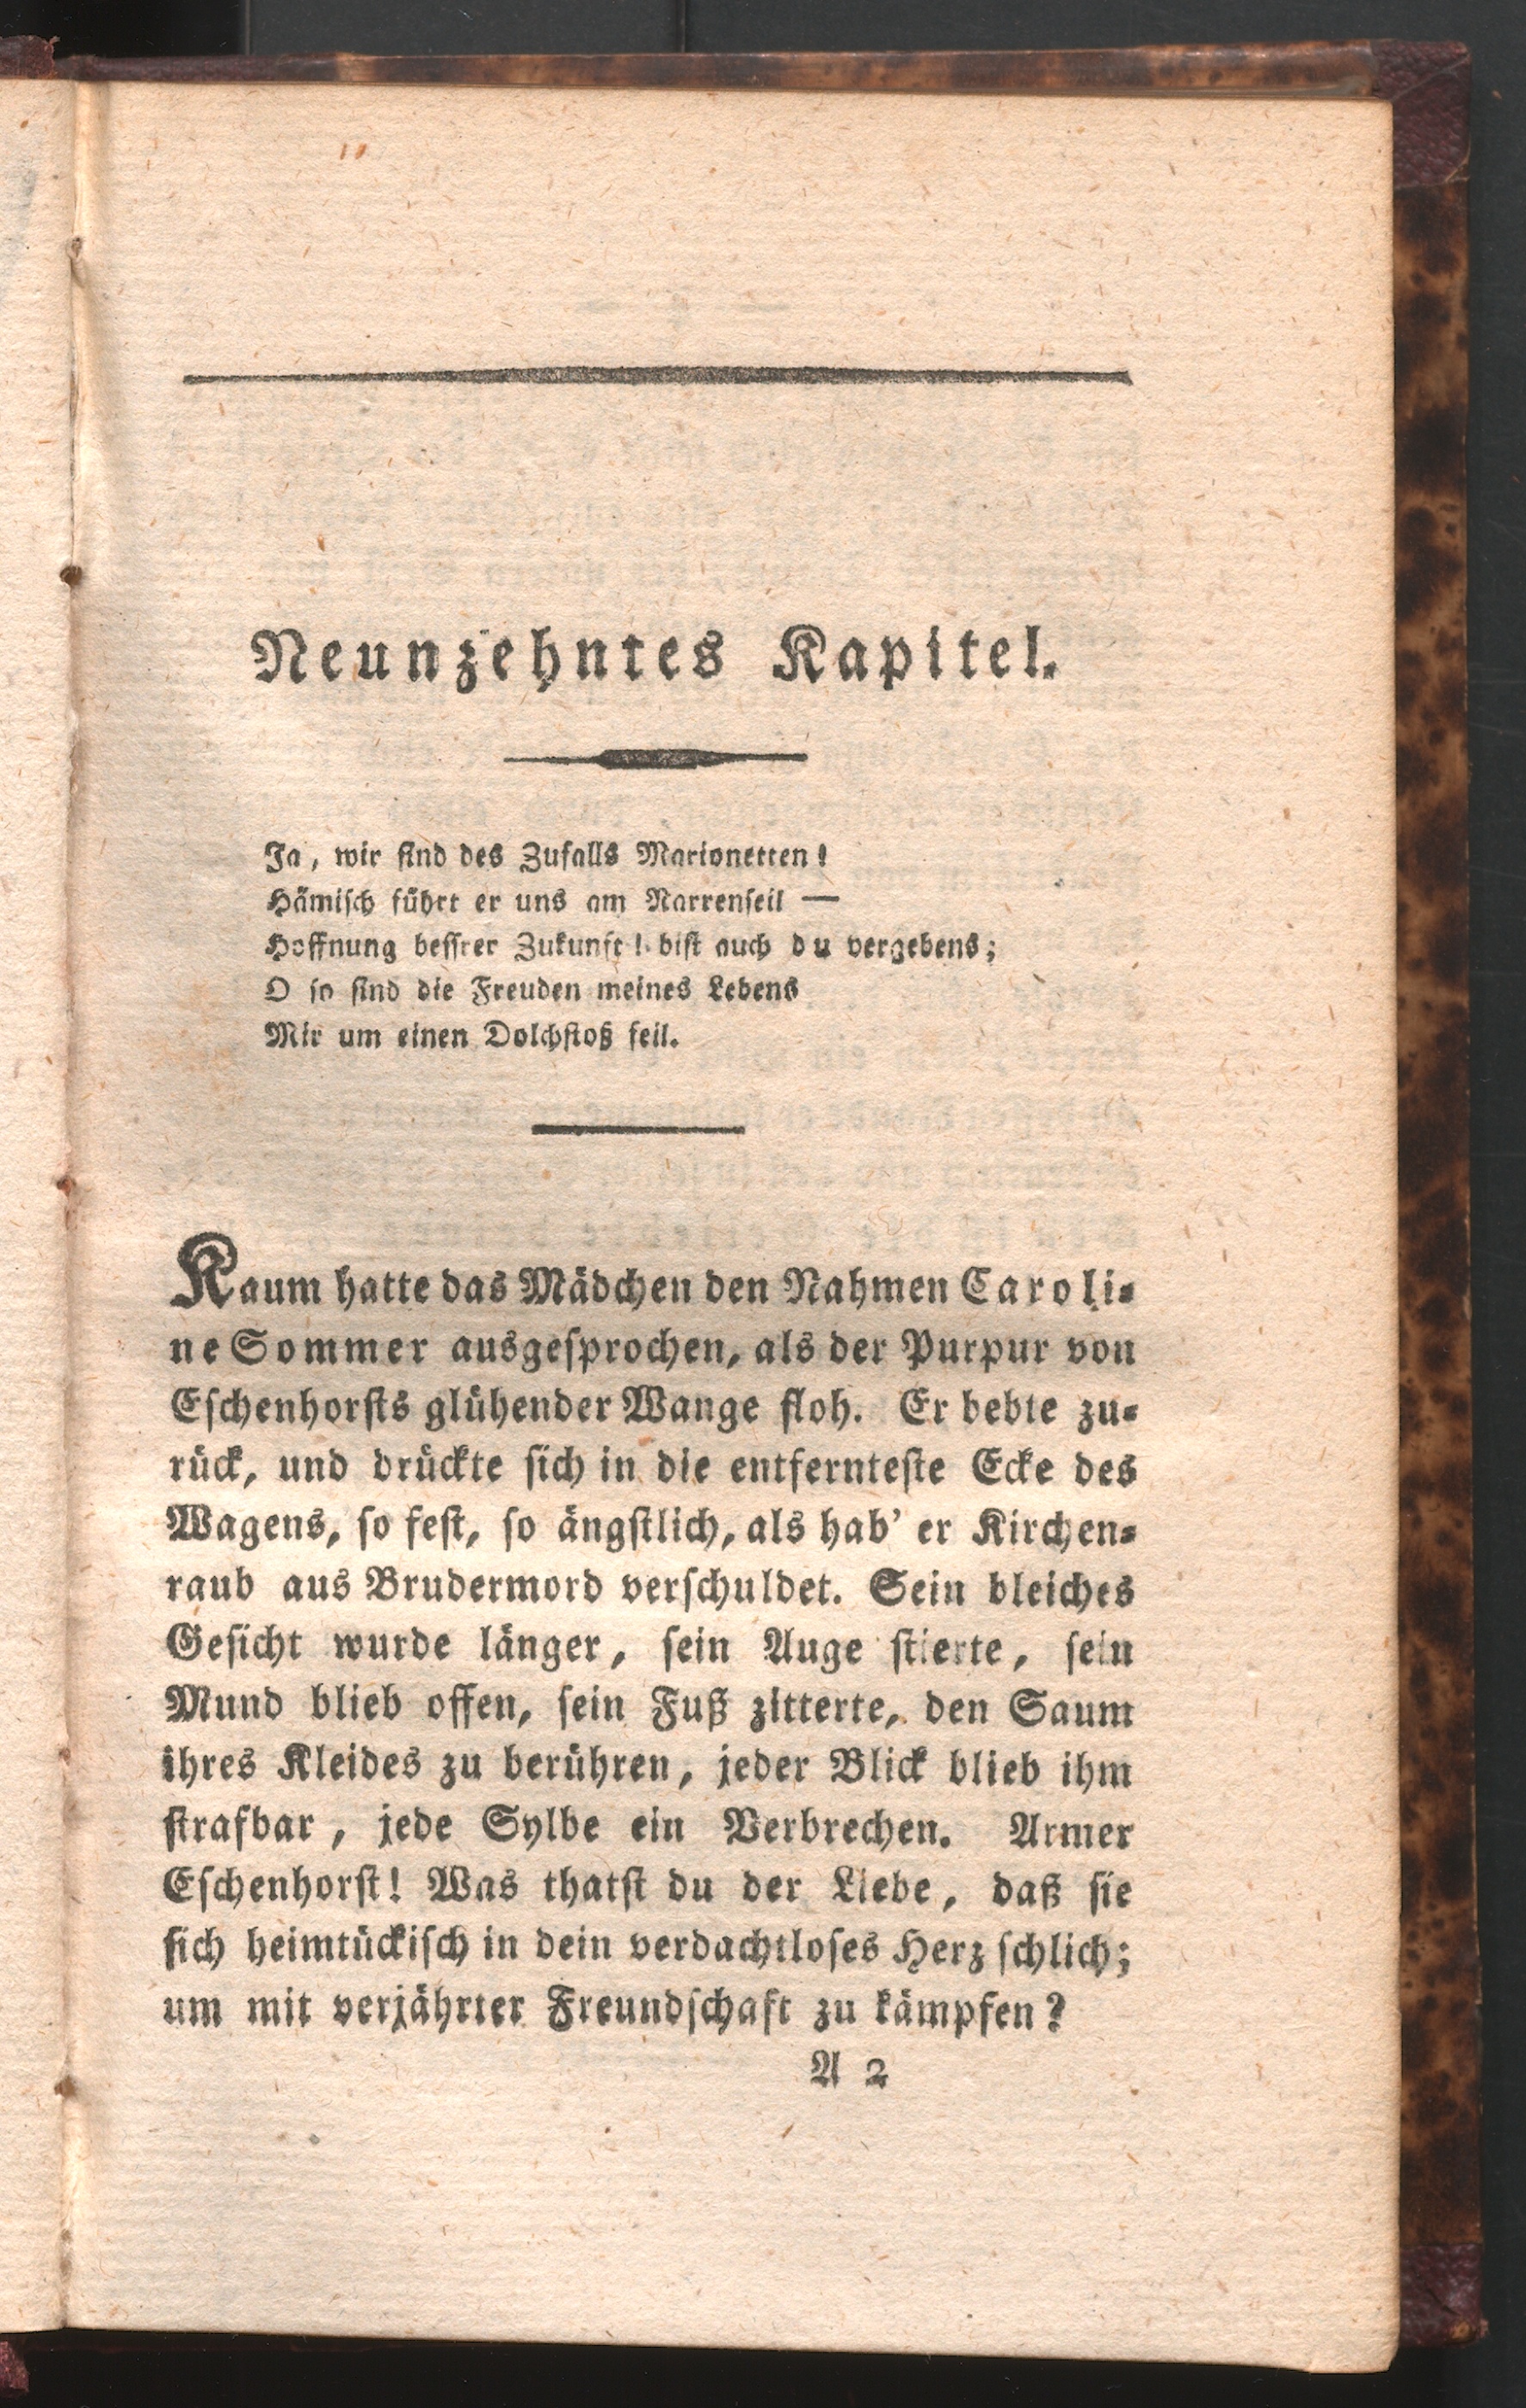 Neunzehntes Kapitel.
Ja, wir ſind des Zufalls Marionetten!
Hämiſch führt er uns am Narrenſeil —
Hoffnung beſſrer Zukunft! biſt auch du vergebens;
O ſo ſind die Freuden meines Lebens
Mir um einen Dolchſtoß feil.
Kaum hatte das Mädchen den Nahmen Caroli⸗
ne Sommer ausgeſprochen, als der Purpur von
Eſchenhorſts glühender Wange floh. Er bebte zu⸗
rück, und drückte ſich in die entfernteſte Ecke des
Wagens, ſo feſt, ſo ängſtlich, als hab' er Kirchen⸗
raub aus Brudermord verſchuldet. Sein bleiches
Geſicht wurde länger, ſein Auge ſtierte, ſein
Mund blieb offen, ſein Fuß zitterte, den Saum
ihres Kleides zu berühren, jeder Blick blieb ihm
ſtrafbar, jede Sylbe ein Verbrechen. Armer
Eſchenhorſt! Was thatſt du der Liebe, daß ſie
ſich heimtückiſch in dein verdachtloſes Herz ſchlich;
um mit verjährter Freundſchaft zu kämpfen?
A 2